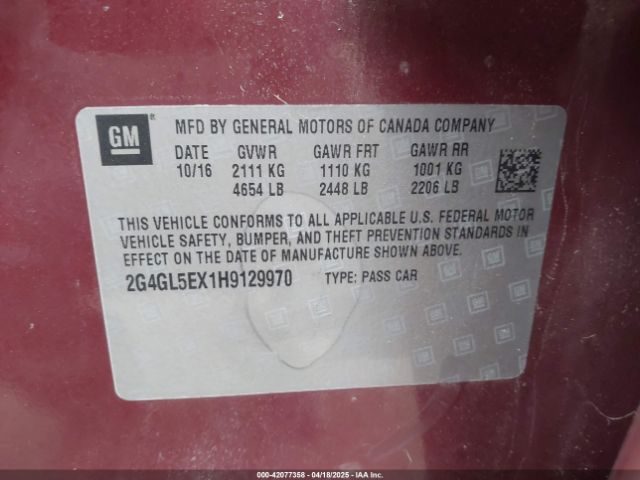 GM ®
MFD BY GENERAL MOTORS OF CANADA COMPANY
DATE GVWR GAWR FRT GAWR RR
10/16 2111 KG 1110 KG 1001 KG
4654 LB 2448 LB 2206 LB
THIS VEHICLE CONFORMS TO ALL APPLICABLE U.S. FEDERAL MOTOR
VEHICLE SAFETY, BUMPER, AND THEFT PREVENTION STANDARDS IN
EFFECT ON THE DATE OF MANUFACTURE SHOWN ABOVE.
2G4GL5EX1H9129970 TYPE: PASS CAR
000-42077358 - 04/18/2025 - IAA Inc.